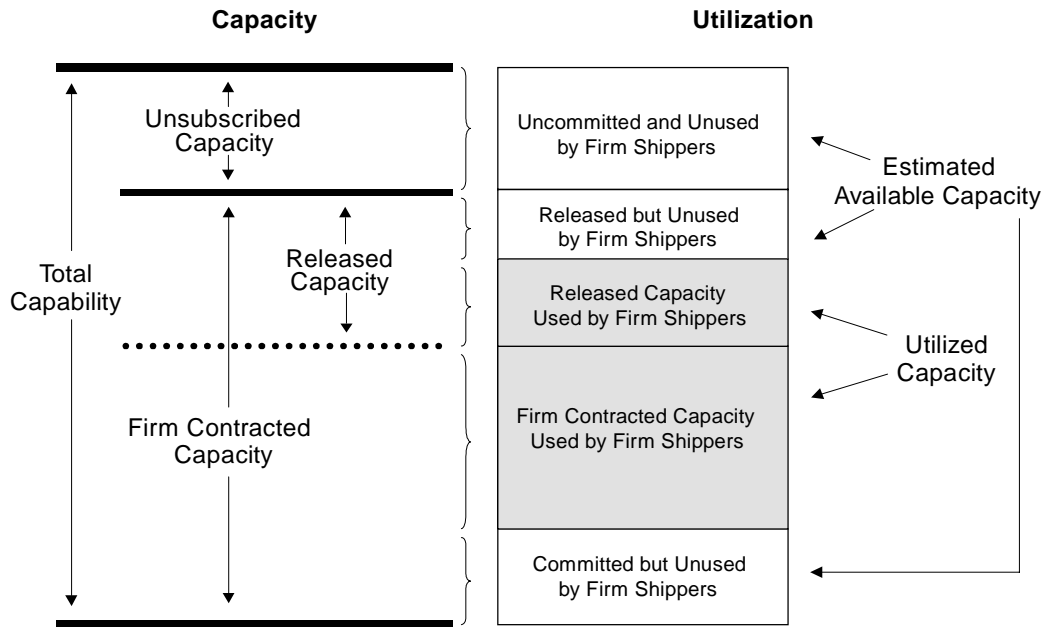 Capacity
Utilization
Unsubscribed
Capacity
Released
Capacity
Total
Capability
Firm Contracted
Capacity
Uncommitted and Unused
by Firm Shippers
Released but Unused
by Firm Shippers
Released Capacity
Used by Firm Shippers
Firm Contracted Capacity
Used by Firm Shippers
Committed but Unused
by Firm Shippers
Estimated
Available Capacity
Utilized
Capacity